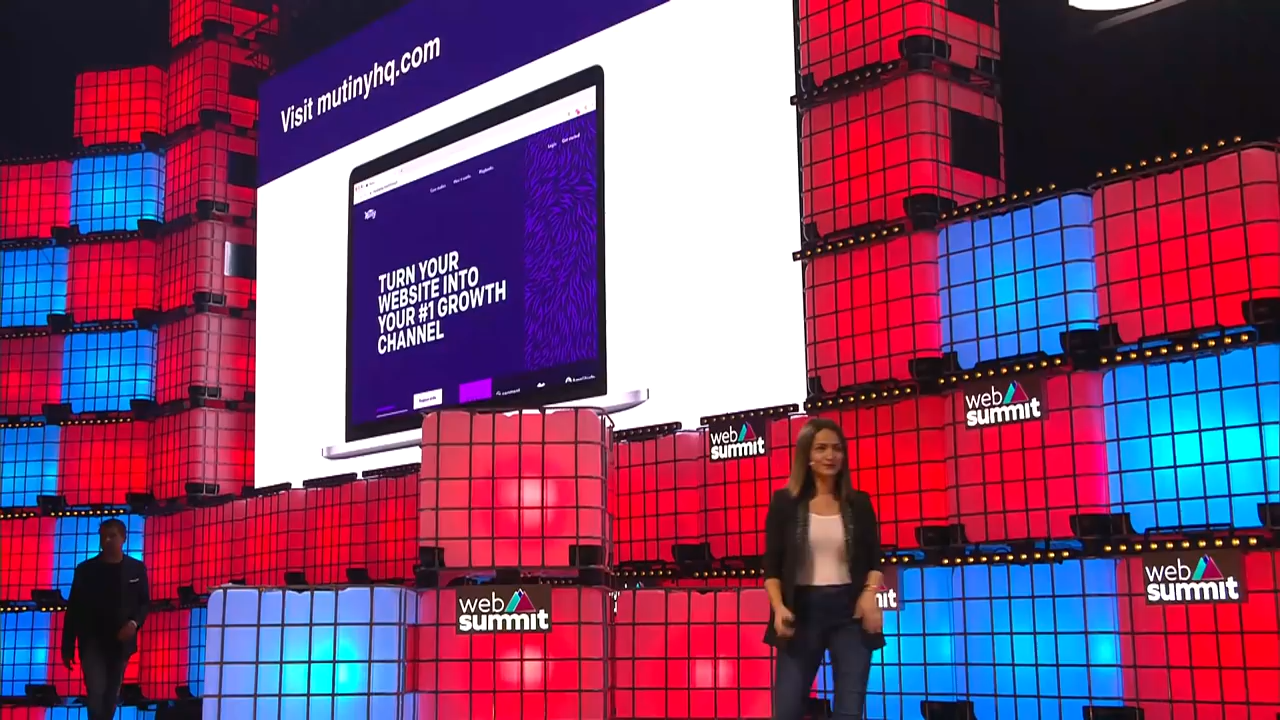 Visit mutinyhq.com
TURN YOUR
WEBSITE INTO
YOUR #1 GROWTH
CHANNEL
web
summit
web
summit
web
summit
web
summit